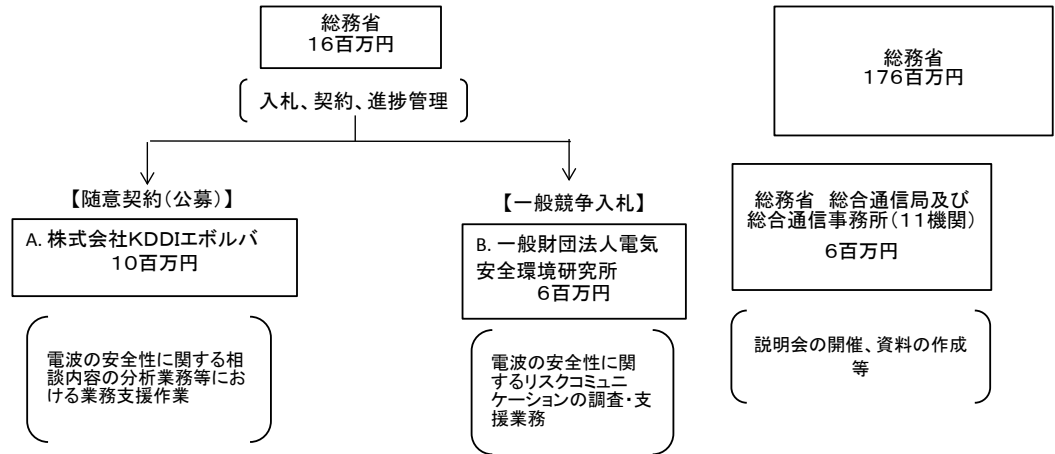 総務省
16百万円
入札、契約、進捗管理
【随意契約(公募)】
A. 株式会社KDDIエボルバ
10百万円
電波の安全性に関する相
談内容の分析業務等にお
ける業務支援作業
【一般競争入札】
B. 一般財団法人電気
安全環境研究所
6百万円
電波の安全性に関
するリスクコミュニ
ケーションの調査・支
援業務
総務省
176百万円
総務省 総合通信局及び
総合通信事務所(11機関)
6百万円
説明会の開催、資料の作成
等